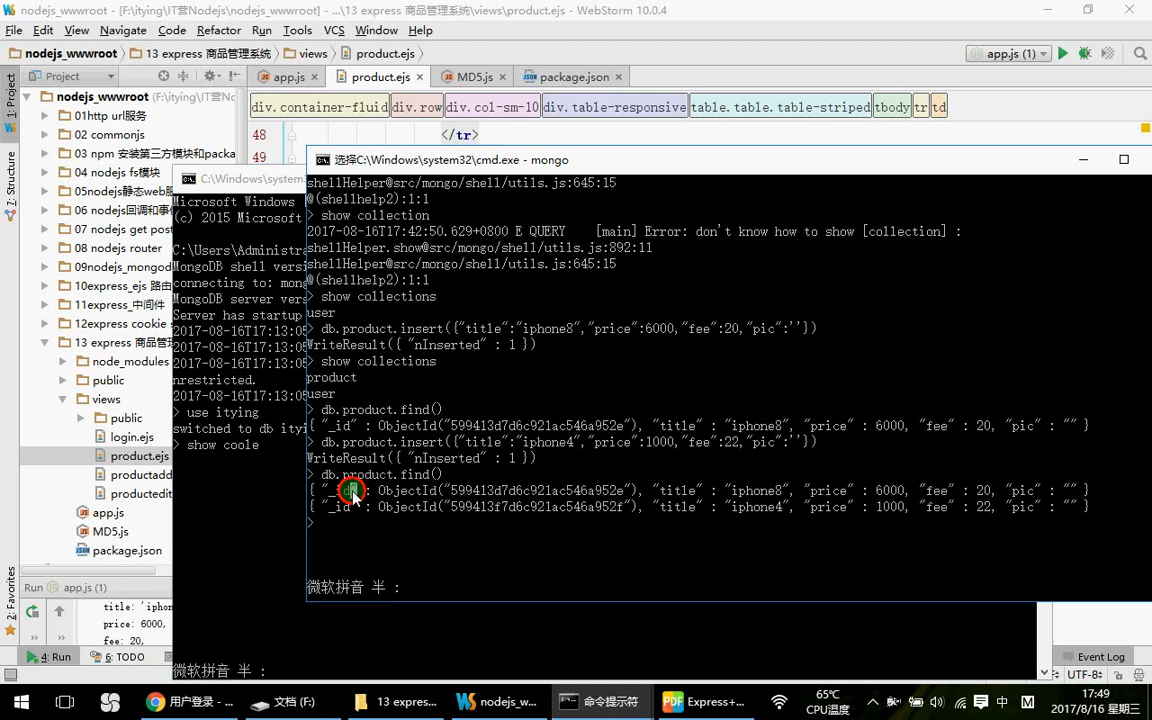 nodejs_wwwroot - [F:\itying\IT营Nodejs\nodejs_wwwroot] - ...\13 express 商品管理系统\views\product.ejs - WebStorm 10.0.4
File Edit View Navigate Code Refactor Run Tools VCS Window Help
nodejs_wwwroot 13 express 商品管理系统 views product.ejs app.js (1)
1: Project
7: Structure
2: Favorites
Project
app.js product.ejs MD5.js package.json
div.container-fluid div.row div.col-sm-10 div.table-responsive table.table.table-striped tbody tr td
48 </tr>
49
nodejs_wwwroot (F:\itying\IT营Nc
01http url服务
02 commonjs
03 npm 安装第三方模块和packa
04 nodejs fs模块
05nodejs静态web服
06 nodejs回调和事件
07 nodejs get post
08 nodejs router
09nodejs_mongod
10express_ejs 路由
11express_中间件
12express cookie
13 express 商品管理
node_modules
public
views
public
login.ejs
product.ejs
productadd
productedit
app.js
MD5.js
package.json
Run app.js (1)
title: 'iphon
price: 6000,
fee: 20,
C:\Windows\system3
Microsoft Windows [
(c) 2015 Microsoft
C:\Users\Administra
MongoDB shell versi
connecting to: mong
MongoDB server vers
Server has startup
2017-08-16T17:13:05
2017-08-16T17:13:05
2017-08-16T17:13:05
nrestricted.
2017-08-16T17:13:05
> use itying
switched to db ityi
> show coole
微软拼音 半 :
选择C:\Windows\system32\cmd.exe - mongo
shellHelper@src/mongo/shell/utils.js:645:15
@(shellhelp2):1:1
> show collection
2017-08-16T17:42:50.629+0800 E QUERY    [main] Error: don't know how to show [collection] :
shellHelper.show@src/mongo/shell/utils.js:892:11
shellHelper@src/mongo/shell/utils.js:645:15
@(shellhelp2):1:1
> show collections
user
> db.product.insert({"title":"iphone8","price":6000,"fee":20,"pic":''})
WriteResult({ "nInserted" : 1 })
> show collections
product
user
> db.product.find()
{ "_id" : ObjectId("599413d7d6c921ac546a952e"), "title" : "iphone8", "price" : 6000, "fee" : 20, "pic" : "" }
> db.product.insert({"title":"iphone4","price":1000,"fee":22,"pic":''})
WriteResult({ "nInserted" : 1 })
> db.product.find()
{ "_id" : ObjectId("599413d7d6c921ac546a952e"), "title" : "iphone8", "price" : 6000, "fee" : 20, "pic" : "" }
{ "_id" : ObjectId("599413f7d6c921ac546a952f"), "title" : "iphone4", "price" : 1000, "fee" : 22, "pic" : "" }
>
微软拼音 半 :
4: Run 6: TODO Event Log
UTF-8
用户登录 - ... 文档 (F:) 13 expres... nodejs_w... 命令提示符 Express+... 65℃
CPU温度
中 M 17:49
2017/8/16 星期三